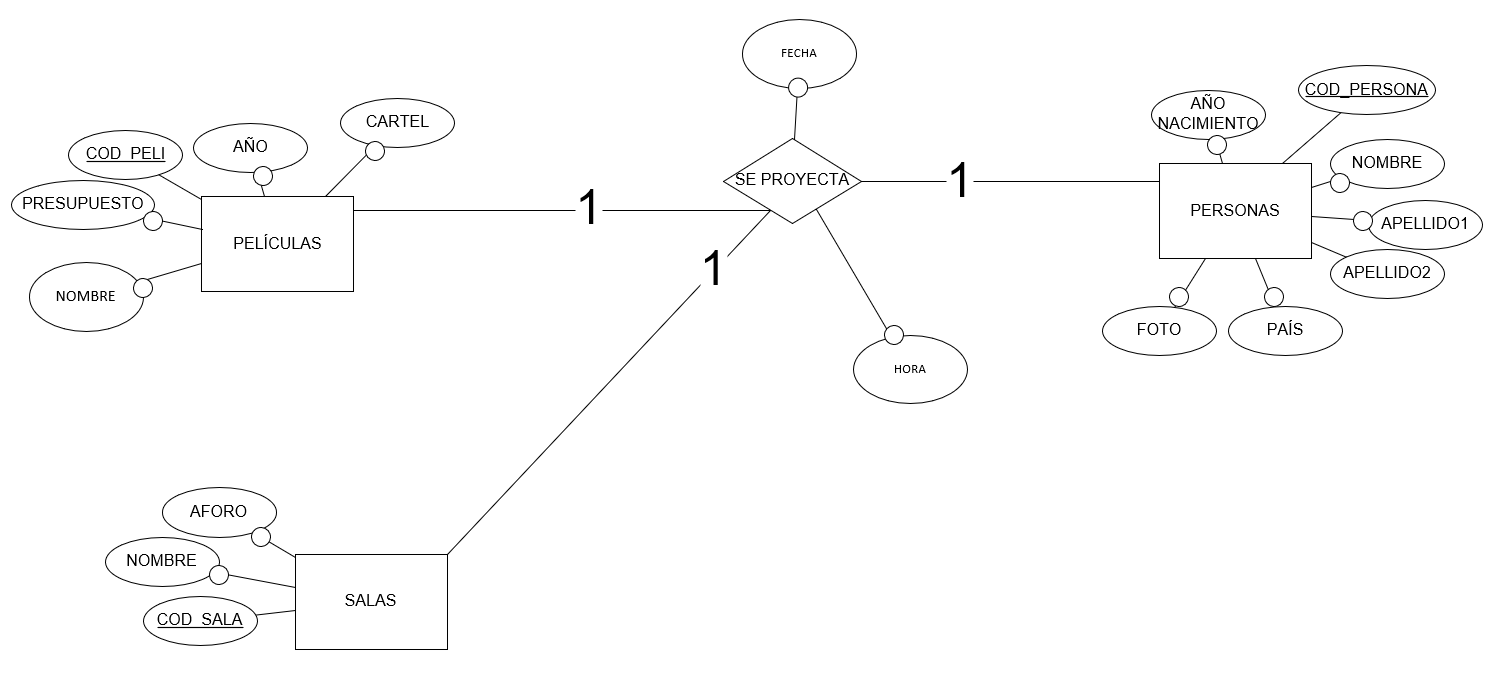 FECHA
COD_PERSONA
AÑO
NACIMIENTO
CARTEL
AÑO
COD_PELI
NOMBRE
SE PROYECTA
1
1
PRESUPUESTO
PERSONAS
APELLIDO1
PELÍCULAS
1
APELLIDO2
NOMBRE
FOTO
PAÍS
HORA
AFORO
NOMBRE
SALAS
COD_SALA